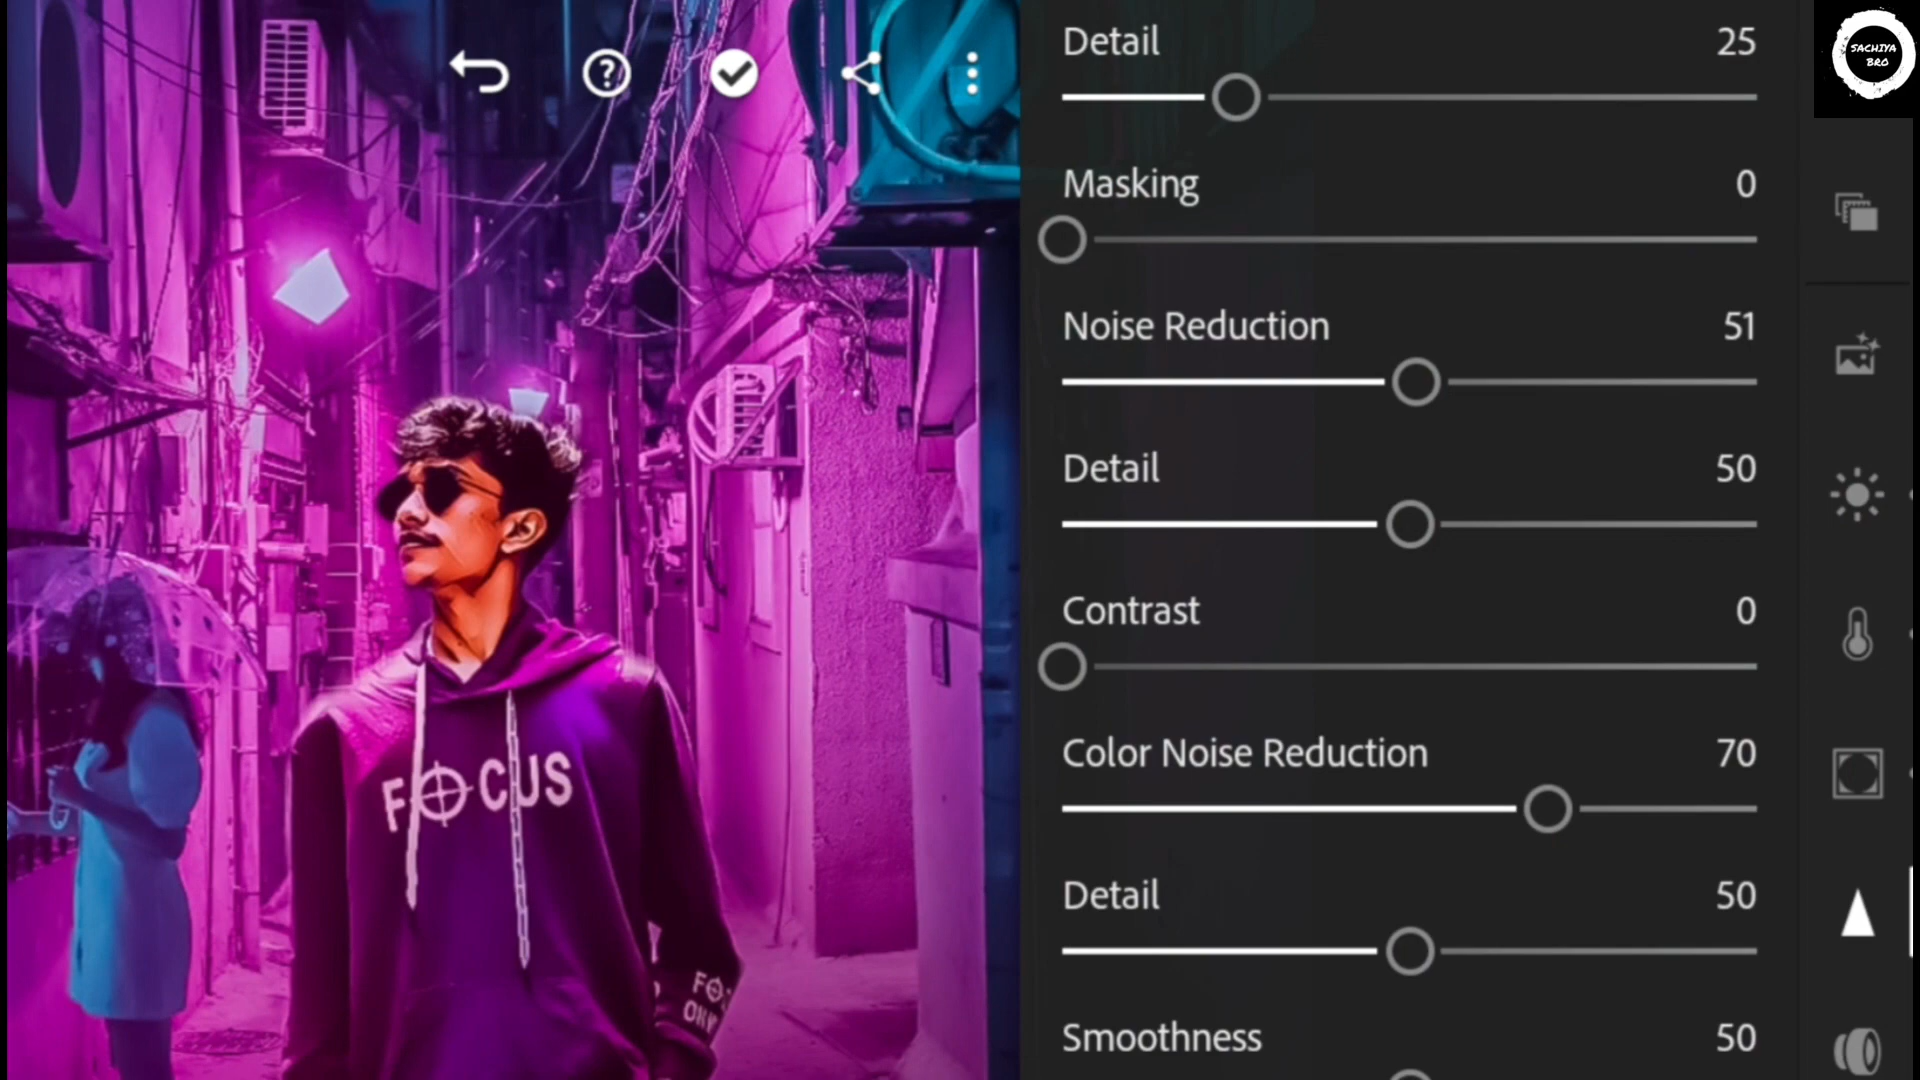 Detail 25
SACHIYA
BRO
Masking 0
Noise Reduction 51
Detail 50
Contrast 0
Color Noise Reduction 70
Detail 50
Smoothness 50
FOCUS